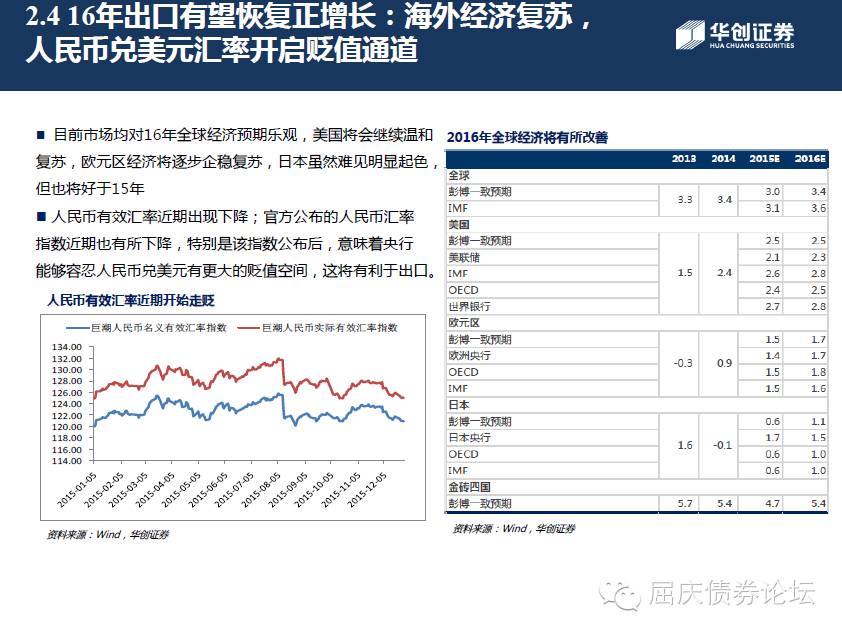 2.4 16年出口有望恢复正增长：海外经济复苏，
人民币兑美元汇率开启贬值通道
华创证券
HUA CHUANG SECURITIES
■ 目前市场均对16年全球经济预期乐观，美国将会继续温和
复苏，欧元区经济将逐步企稳复苏，日本虽然难见明显起色，
但也将好于15年
■ 人民币有效汇率近期出现下降；官方公布的人民币汇率
指数近期也有所下降，特别是该指数公布后，意味着央行
能够容忍人民币兑美元有更大的贬值空间，这将有利于出口。
人民币有效汇率近期开始走贬
巨潮人民币名义有效汇率指数 巨潮人民币实际有效汇率指数
134.00
132.00
130.00
128.00
126.00
124.00
122.00
120.00
118.00
116.00
114.00
2015-01-05 2015-02-05 2015-03-05 2015-04-05 2015-05-05 2015-06-05 2015-07-05 2015-08-05 2015-09-05 2015-10-05 2015-11-05 2015-12-05
资料来源：Wind，华创证券
2016年全球经济将有所改善
2013 2014 2015E 2016E
全球
彭博一致预期 3.3 3.4 3.0 3.4
IMF 3.1 3.6
美国
彭博一致预期 1.5 2.4 2.5 2.5
美联储 2.1 2.3
IMF 2.6 2.8
OECD 2.4 2.5
世界银行 2.7 2.8
欧元区
彭博一致预期 -0.3 0.9 1.5 1.7
欧洲央行 1.4 1.7
OECD 1.5 1.8
IMF 1.5 1.6
日本
彭博一致预期 1.6 -0.1 0.6 1.1
日本央行 1.7 1.5
OECD 0.6 1.0
IMF 0.6 1.0
金砖四国
彭博一致预期 5.7 5.4 4.7 5.4
资料来源：Wind，华创证券
屈庆债券论坛